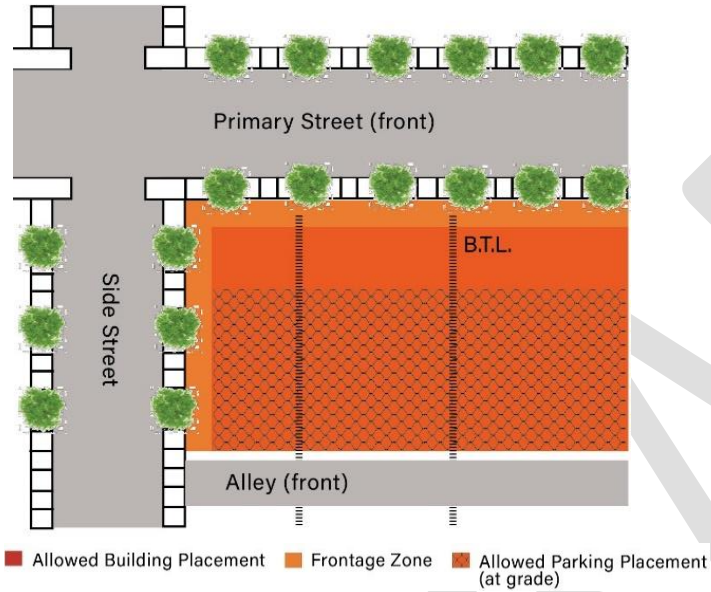 Primary Street (front)
B.T.L.
Side Street
Alley (front)
Allowed Building Placement
Frontage Zone
Allowed Parking Placement
(at grade)